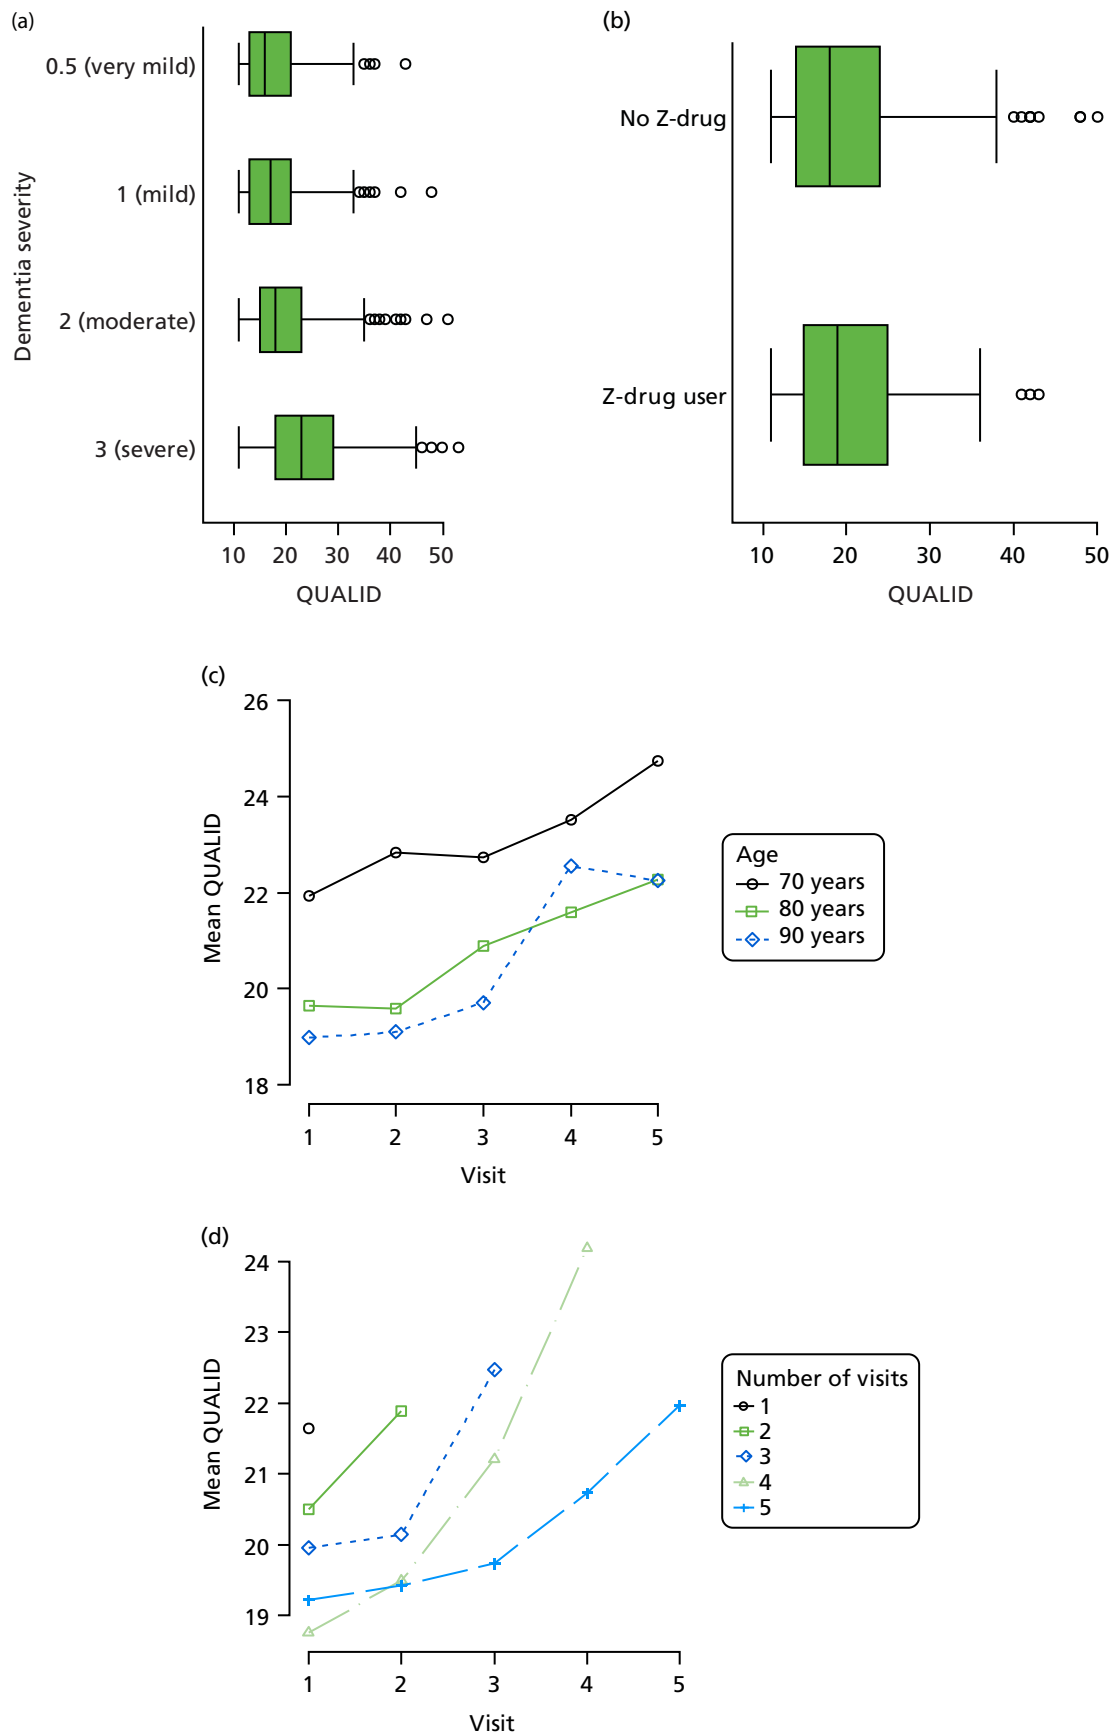 (a)
0.5 (very mild)
1 (mild)
2 (moderate)
3 (severe)
Dementia severity
10 20 30 40 50
QUALID
(b)
No Z-drug
Z-drug user
10 20 30 40 50
QUALID
(c)
26
24
22
20
18
Mean QUALID
1 2 3 4 5
Visit
Age
70 years
80 years
90 years
(d)
24
23
22
21
20
19
Mean QUALID
1 2 3 4 5
Visit
Number of visits
1
2
3
4
5